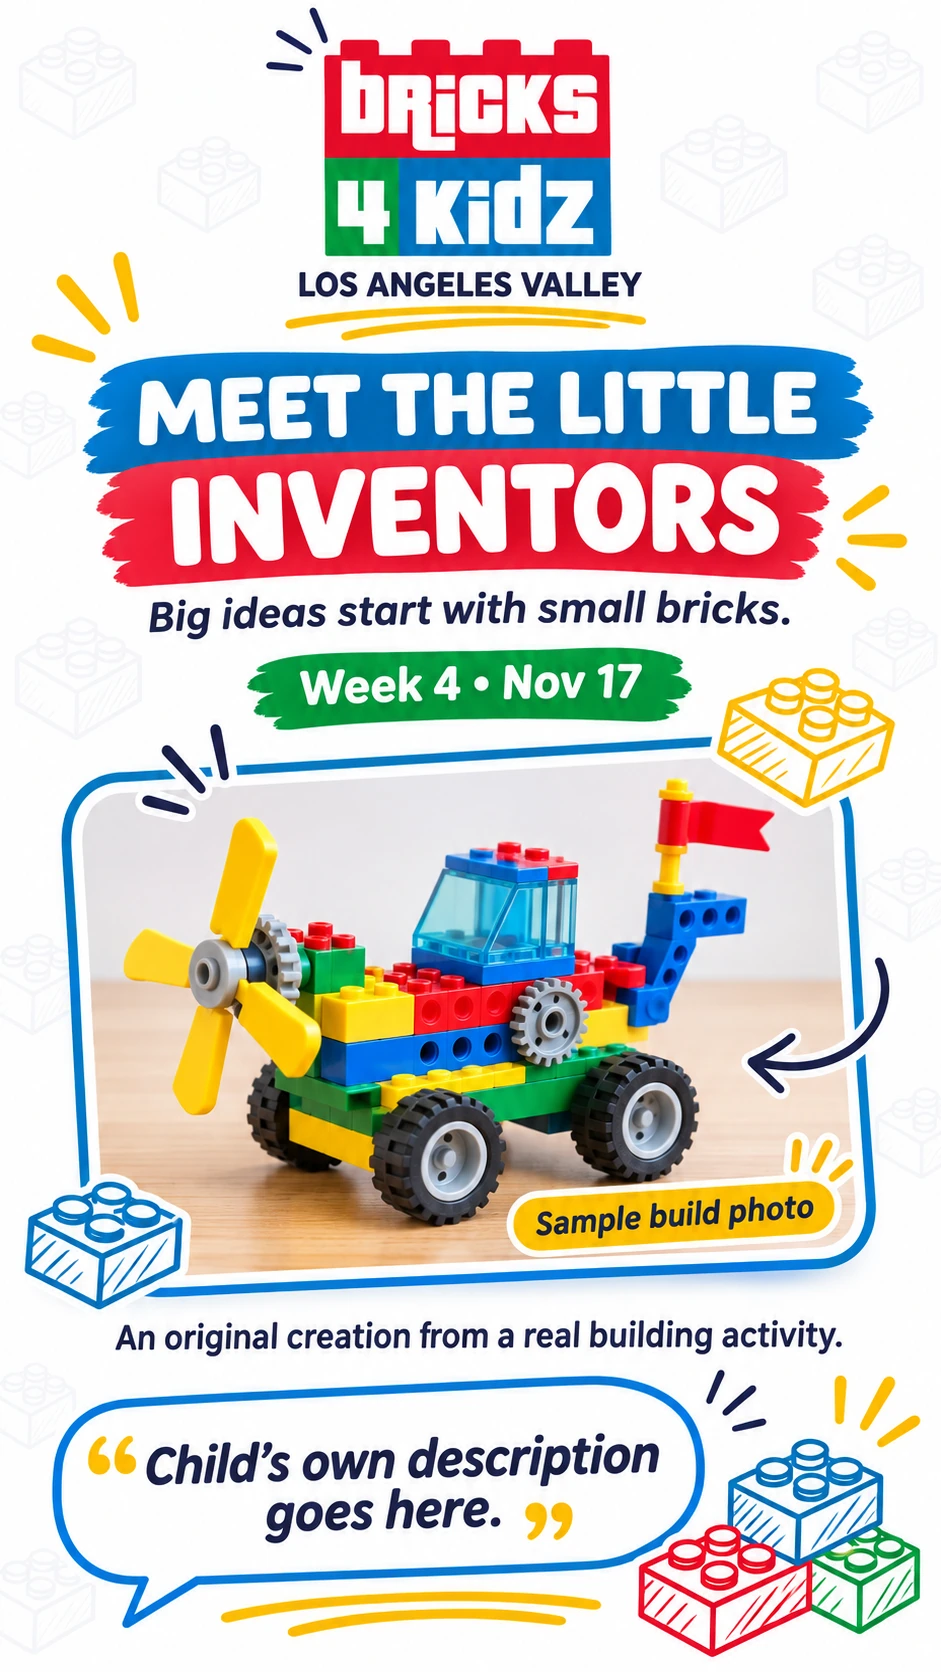 bRicks
4 Kidz
LOS ANGELES VALLEY
MEET THE LITTLE
INVENTORS
Big ideas start with small bricks.
Week 4 • Nov 17
Sample build photo
An original creation from a real building activity.
“Child’s own description
goes here.”